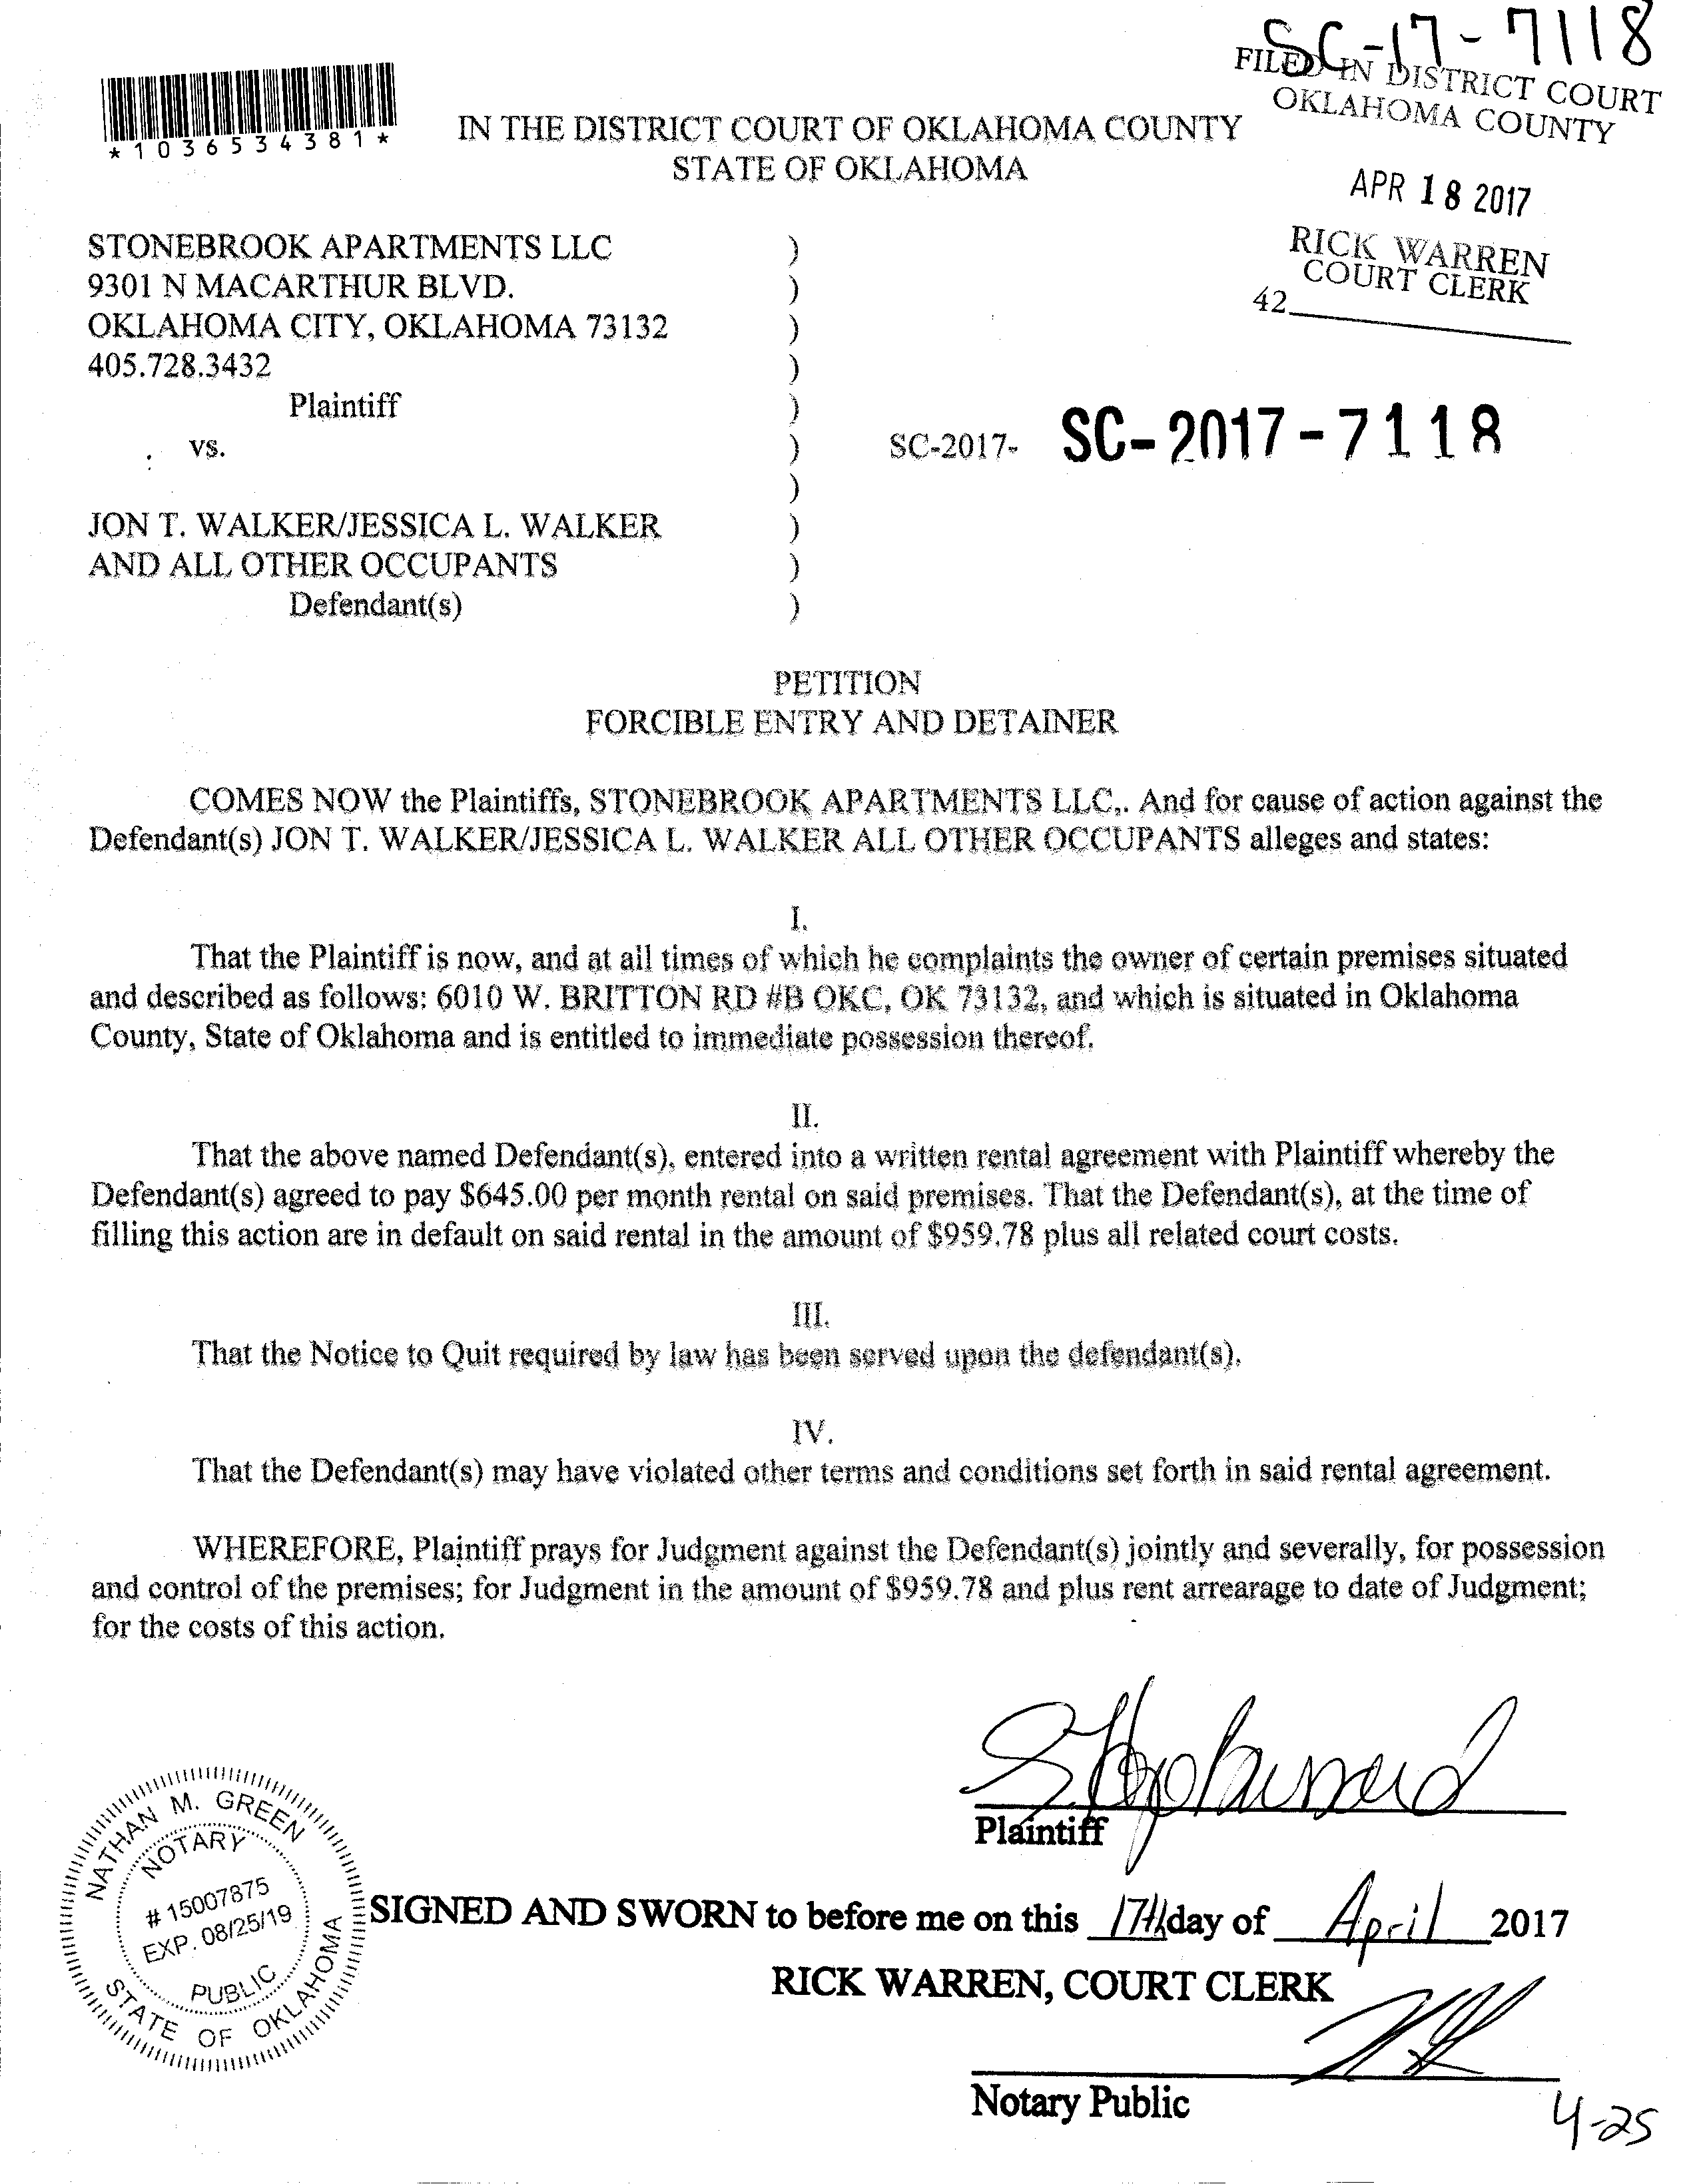 SC-17-7118
FILED IN DISTRICT COURT
OKLAHOMA COUNTY
*1036534381*
IN THE DISTRICT COURT OF OKLAHOMA COUNTY
STATE OF OKLAHOMA
APR 18 2017
RICK WARREN
COURT CLERK
42
STONEBROOK APARTMENTS LLC )
9301 N MACARTHUR BLVD. )
OKLAHOMA CITY, OKLAHOMA 73132 )
405.728.3432 )
Plaintiff )
vs. ) SC-2017- SC-2017-7118
)
JON T. WALKER/JESSICA L. WALKER )
AND ALL OTHER OCCUPANTS )
Defendant(s) )
PETITION
FORCIBLE ENTRY AND DETAINER
COMES NOW the Plaintiffs, STONEBROOK APARTMENTS LLC,. And for cause of action against the
Defendant(s) JON T. WALKER/JESSICA L. WALKER ALL OTHER OCCUPANTS alleges and states:
I.
That the Plaintiff is now, and at all times of which he complaints the owner of certain premises situated
and described as follows: 6010 W. BRITTON RD #B OKC, OK 73132, and which is situated in Oklahoma
County, State of Oklahoma and is entitled to immediate possession thereof.
II.
That the above named Defendant(s), entered into a written rental agreement with Plaintiff whereby the
Defendant(s) agreed to pay $645.00 per month rental on said premises. That the Defendant(s), at the time of
filling this action are in default on said rental in the amount of $959.78 plus all related court costs.
III.
That the Notice to Quit required by law has been served upon the defendant(s).
IV.
That the Defendant(s) may have violated other terms and conditions set forth in said rental agreement.
WHEREFORE, Plaintiff prays for Judgment against the Defendant(s) jointly and severally, for possession
and control of the premises; for Judgment in the amount of $959.78 and plus rent arrearage to date of Judgment;
for the costs of this action.
Plaintiff
NATHAN M. GREEN
NOTARY
# 15007875
EXP. 08/25/19
PUBLIC
STATE OF OKLAHOMA
SIGNED AND SWORN to before me on this 17th day of April 2017
RICK WARREN, COURT CLERK
Notary Public
4-25